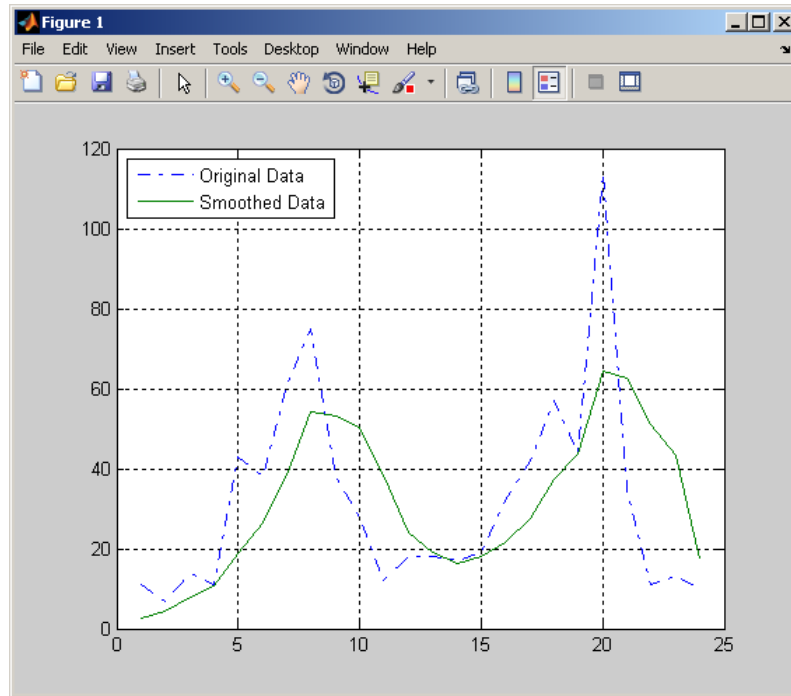 Figure 1
File Edit View Insert Tools Desktop Window Help
120
100
80
60
40
20
0
Original Data
Smoothed Data
0 5 10 15 20 25